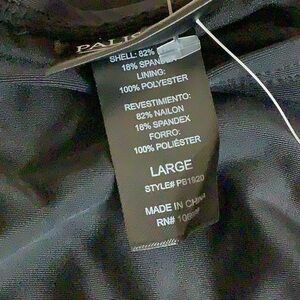 SHELL: 82%
18% SPANDEX
LINING:
100% POLYESTER
REVESTIMIENTO:
82% NAILON
18% SPANDEX
FORRO:
100% POLIÉSTER
LARGE
STYLE# PB1920
MADE IN CHINA
RN#